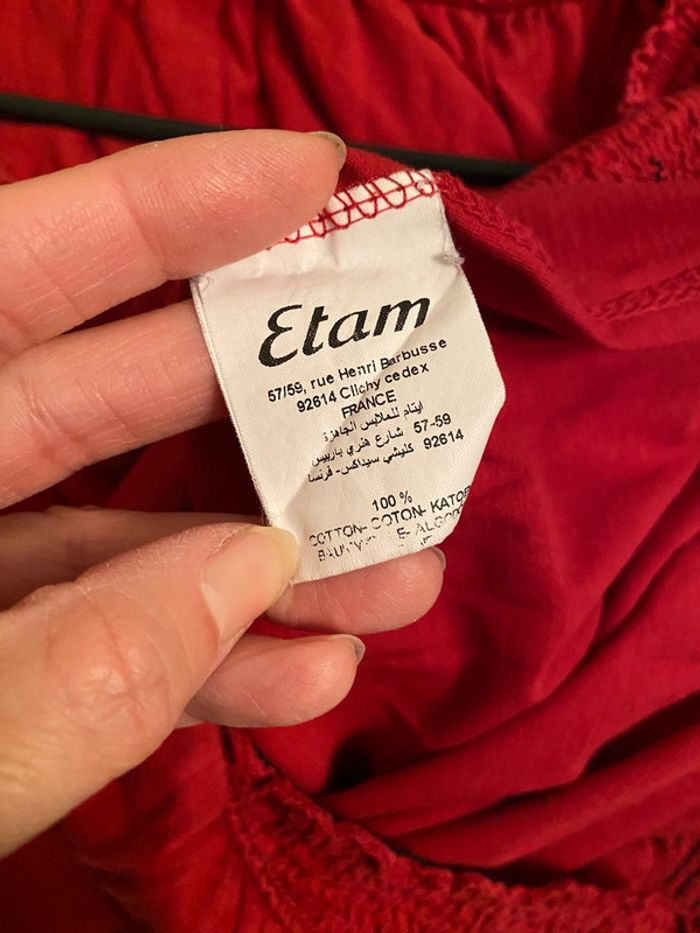 Etam
57/59, rue Henri Barbusse
92614 Clichy cedex
FRANCE
ايتام للملابس الجاهزة
57-59 شارع هنري باربيس
92614 كليشي سيداكس - فرنسا
100 %
COTTON- COTON- KATOEN